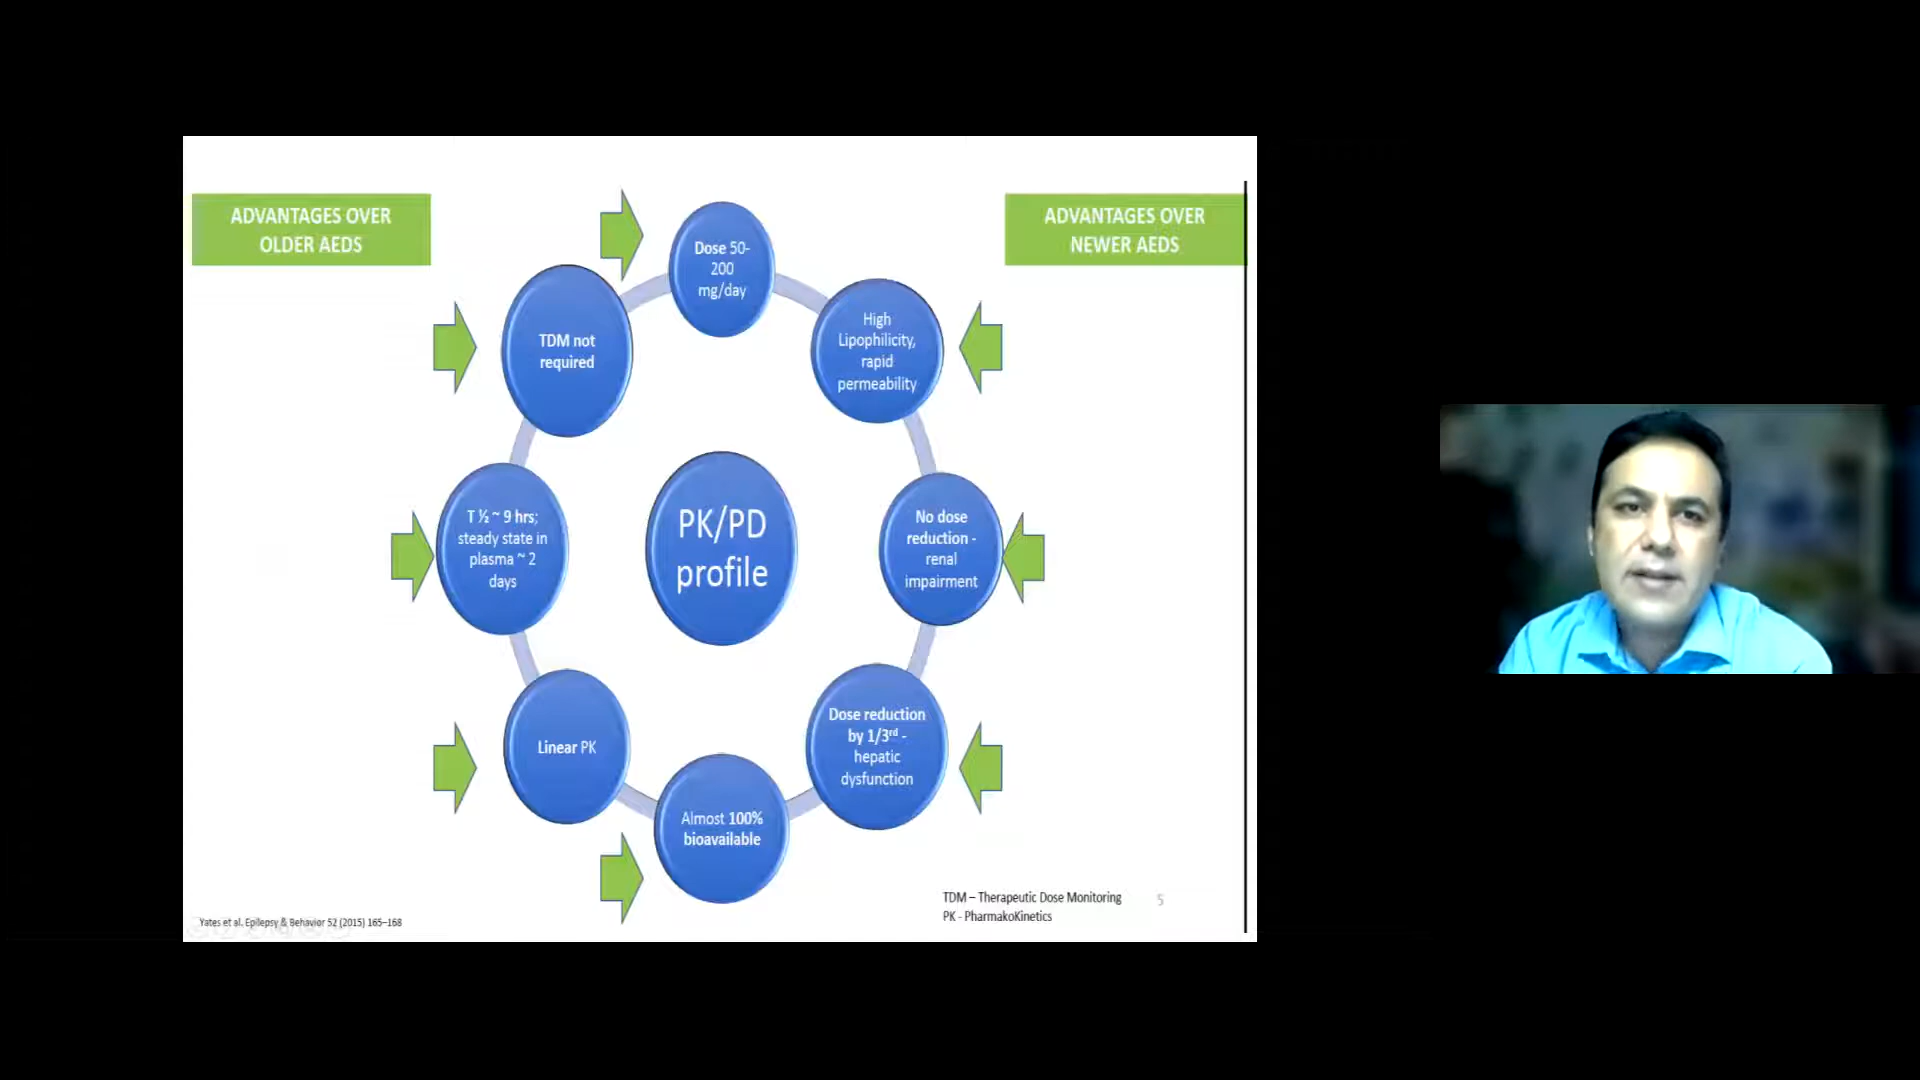 ADVANTAGES OVER
OLDER AEDS
ADVANTAGES OVER
NEWER AEDS
Dose 50-
200
mg/day
High
Lipophilicity,
rapid
permeability
No dose
reduction -
renal
impairment
Dose reduction
by 1/3rd -
hepatic
dysfunction
Almost 100%
bioavailable
Linear PK
T ½ ~ 9 hrs;
steady state in
plasma ~ 2
days
TDM not
required
PK/PD
profile
TDM – Therapeutic Dose Monitoring
PK - PharmakoKinetics
5
Yates et al. Epilepsy & Behavior 52 (2015) 165–168